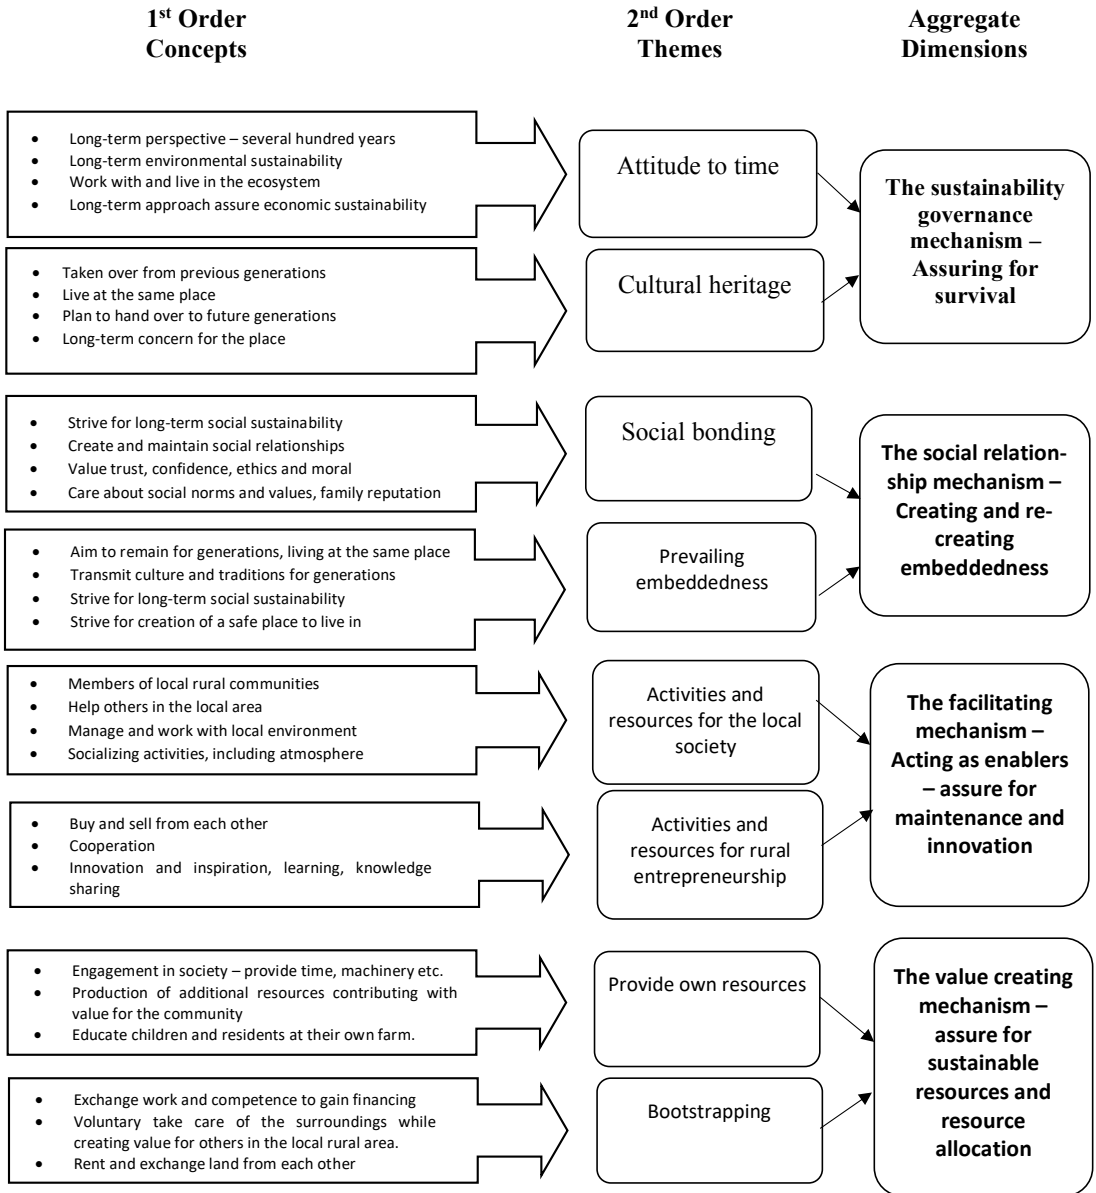 1st Order
Concepts
2nd Order
Themes
Aggregate
Dimensions
• Long-term perspective – several hundred years
• Long-term environmental sustainability
• Work with and live in the ecosystem
• Long-term approach assure economic sustainability
Attitude to time
• Taken over from previous generations
• Live at the same place
• Plan to hand over to future generations
• Long-term concern for the place
Cultural heritage
The sustainability
governance
mechanism –
Assuring for
survival
• Strive for long-term social sustainability
• Create and maintain social relationships
• Value trust, confidence, ethics and moral
• Care about social norms and values, family reputation
Social bonding
• Aim to remain for generations, living at the same place
• Transmit culture and traditions for generations
• Strive for long-term social sustainability
• Strive for creation of a safe place to live in
Prevailing
embeddedness
The social relation-
ship mechanism –
Creating and re-
creating
embeddedness
• Members of local rural communities
• Help others in the local area
• Manage and work with local environment
• Socializing activities, including atmosphere
Activities and
resources for the local
society
• Buy and sell from each other
• Cooperation
• Innovation and inspiration, learning, knowledge
sharing
Activities and
resources for rural
entrepreneurship
The facilitating
mechanism –
Acting as enablers
– assure for
maintenance and
innovation
• Engagement in society – provide time, machinery etc.
• Production of additional resources contributing with
value for the community
• Educate children and residents at their own farm.
Provide own resources
• Exchange work and competence to gain financing
• Voluntary take care of the surroundings while
creating value for others in the local rural area.
• Rent and exchange land from each other
Bootstrapping
The value creating
mechanism –
assure for
sustainable
resources and
resource
allocation